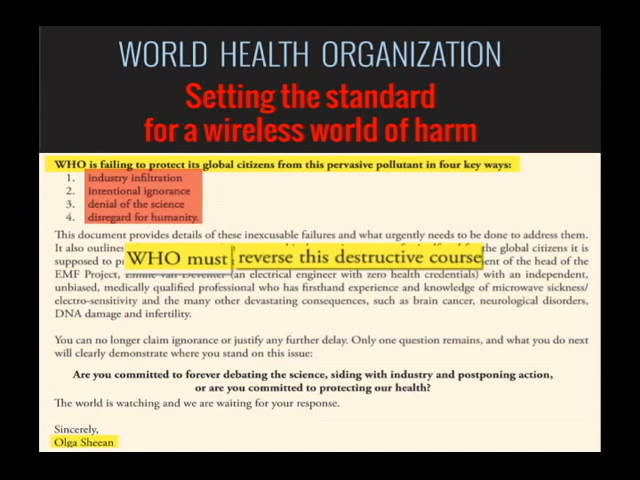 WORLD HEALTH ORGANIZATION
Setting the standard
for a wireless world of harm
WHO is failing to protect its global citizens from this pervasive pollutant in four key ways:
1. industry infiltration
2. intentional ignorance
3. denial of the science
4. disregard for humanity.
This document provides details of these inexcusable failures and what urgently needs to be done to address them.
It also outlines the global citizens it is
WHO must reverse this destructive course
supposed to ent of the head of the
EMF Project, (an electrical engineer with zero health credentials) with an independent,
unbiased, medically qualified professional who has firsthand experience and knowledge of microwave sickness/
electro-sensitivity and the many other devastating consequences, such as brain cancer, neurological disorders,
DNA damage and infertility.
You can no longer claim ignorance or justify any further delay. Only one question remains, and what you do next
will clearly demonstrate where you stand on this issue:
Are you committed to forever debating the science, siding with industry and postponing action,
or are you committed to protecting our health?
The world is watching and we are waiting for your response.
Sincerely,
Olga Sheean